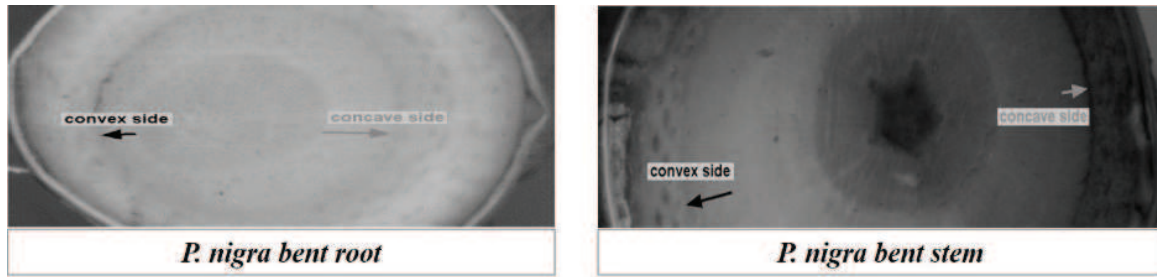 convex side
concave side
P. nigra bent root
concave side
convex side
P. nigra bent stem